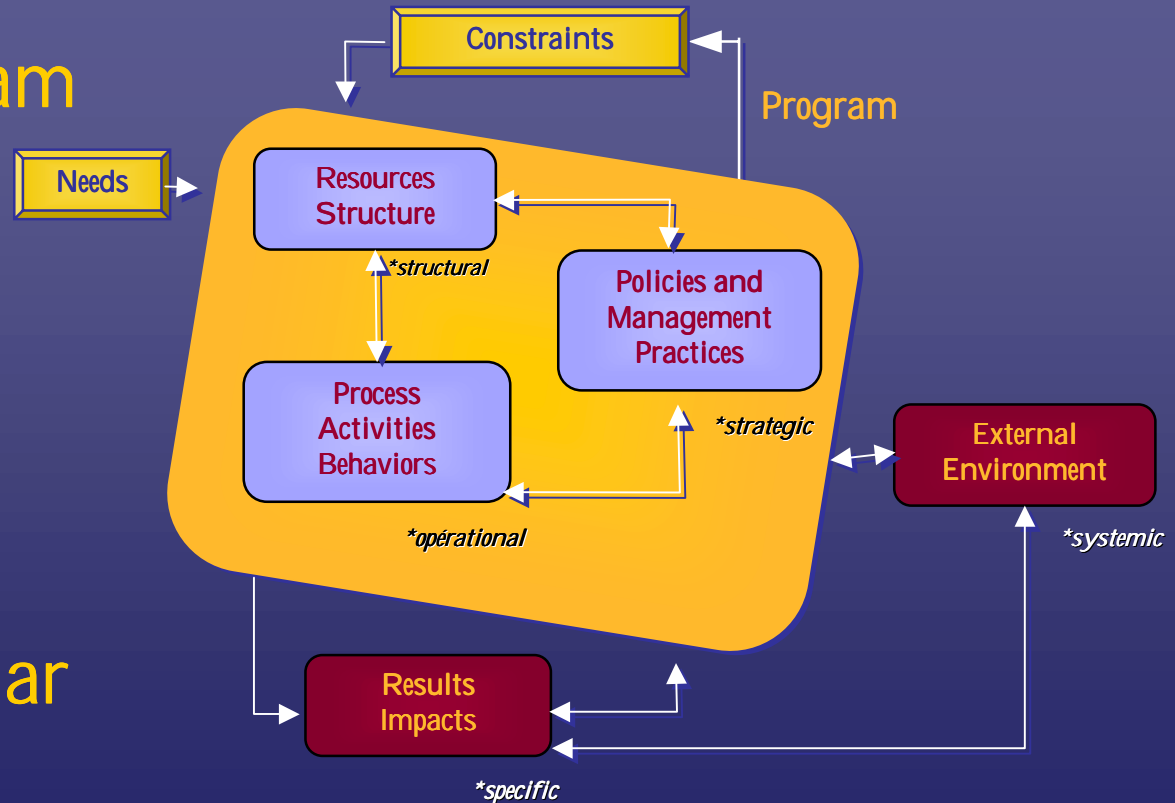 Constraints
am
Program
Needs
Resources
Structure
*structural
Policies and
Management
Practices
Process
Activities
Behaviors
*strategic
External
Environment
*opérational
*systemic
ar
Results
Impacts
*specific